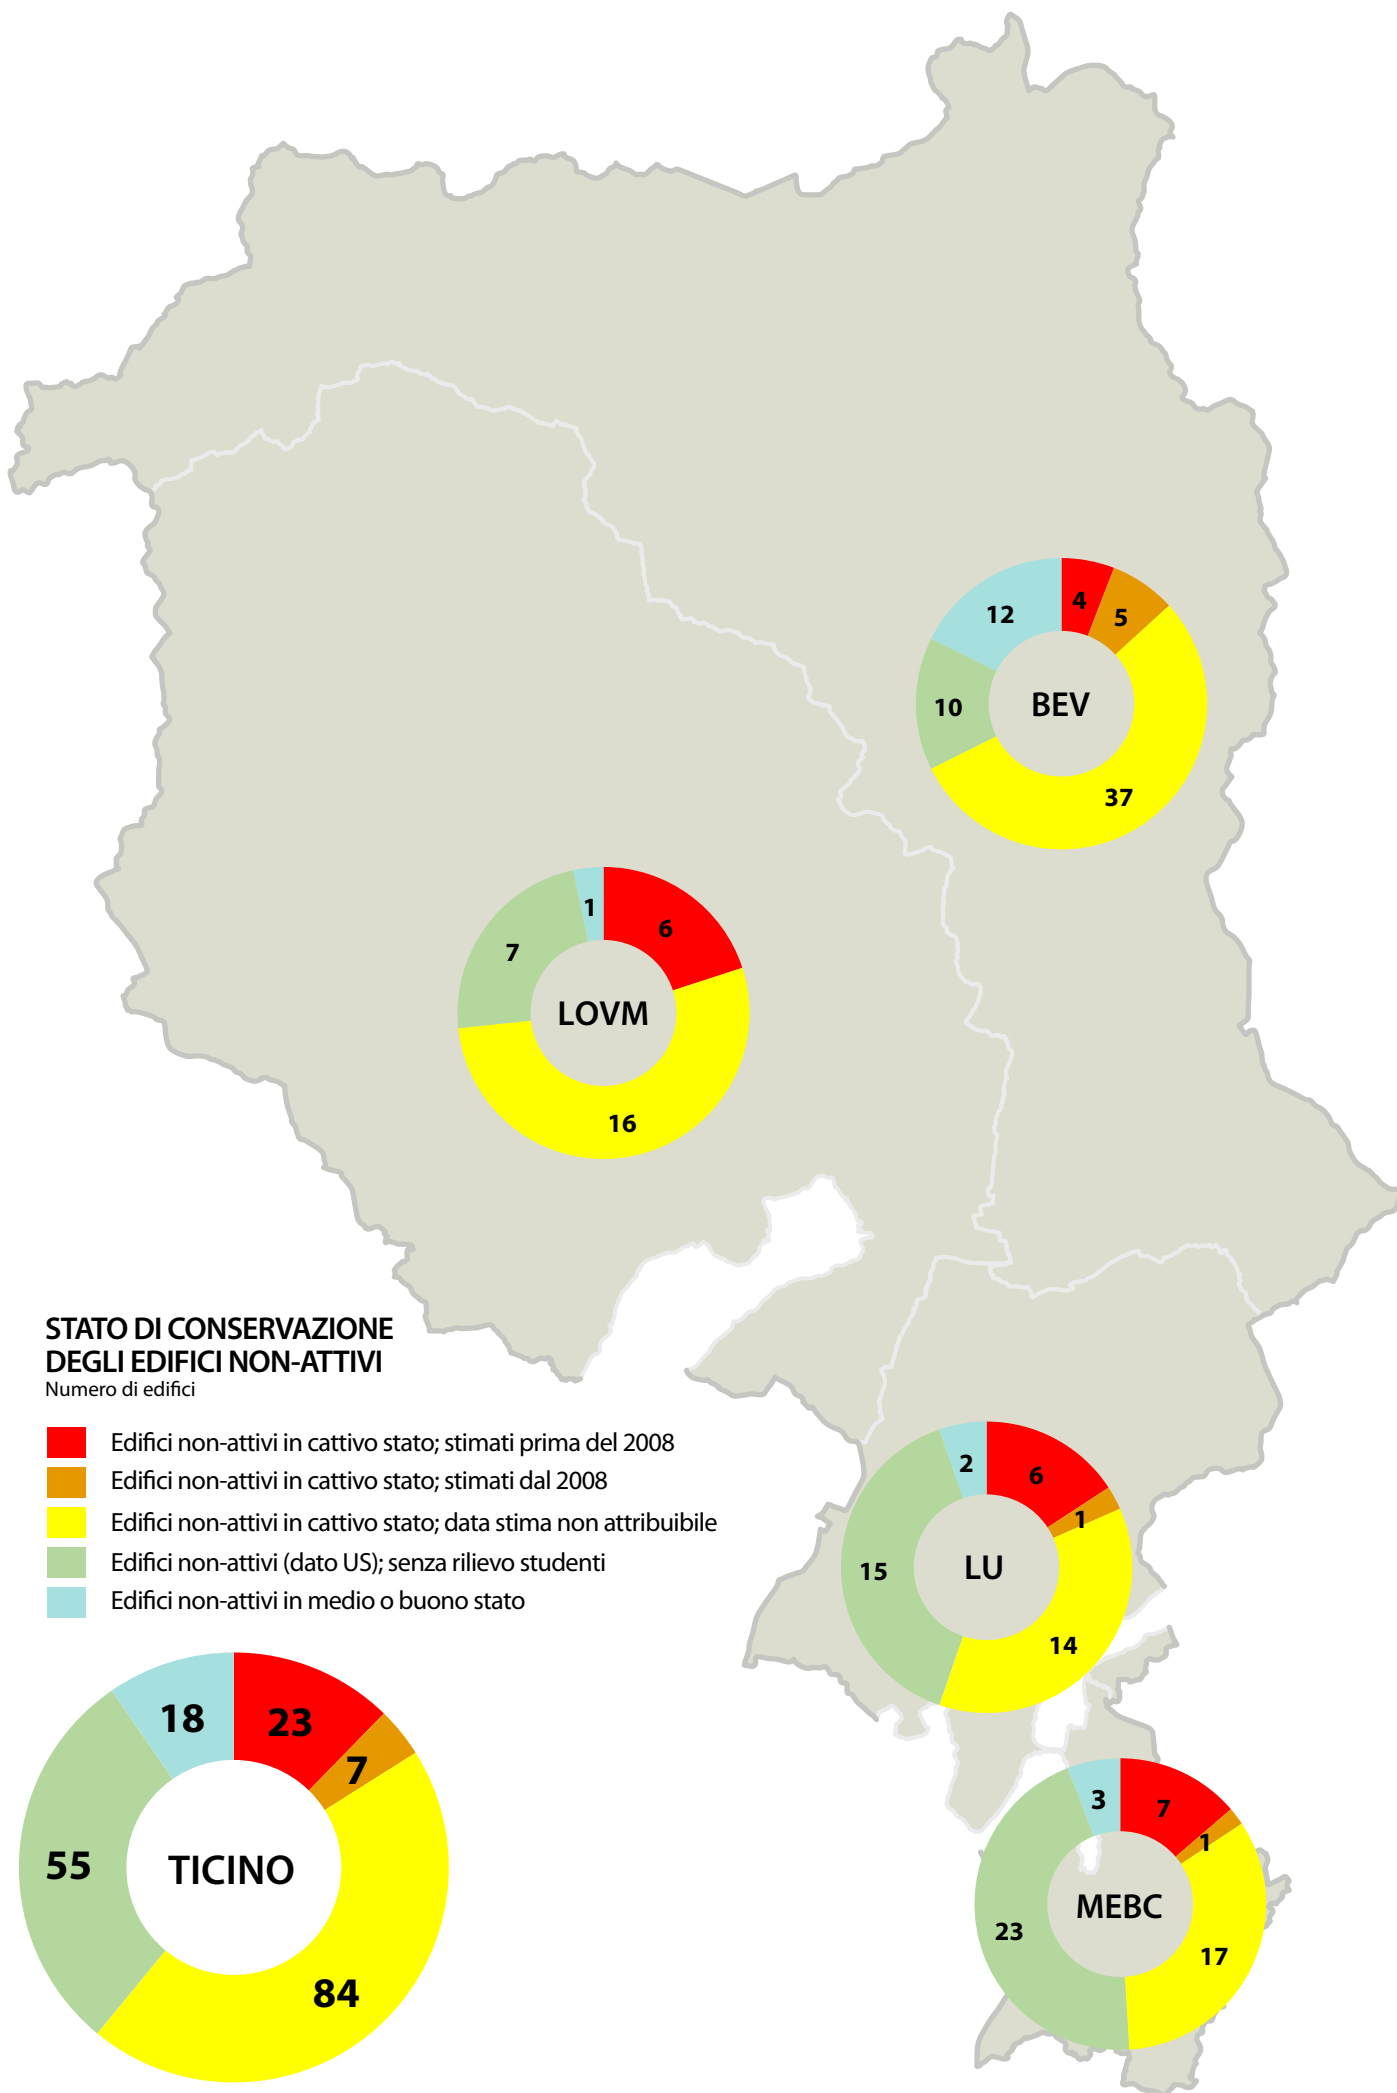 12
4
5
10
BEV
37
1
6
7
LOVM
16
STATO DI CONSERVAZIONE
DEGLI EDIFICI NON-ATTIVI
Numero di edifici
Edifici non-attivi in cattivo stato; stimati prima del 2008
Edifici non-attivi in cattivo stato; stimati dal 2008
Edifici non-attivi in cattivo stato; data stima non attribuibile
Edifici non-attivi (dato US); senza rilievo studenti
Edifici non-attivi in medio o buono stato
2
6
1
15
LU
14
18
23
7
55
TICINO
84
3
7
1
MEBC
23
17